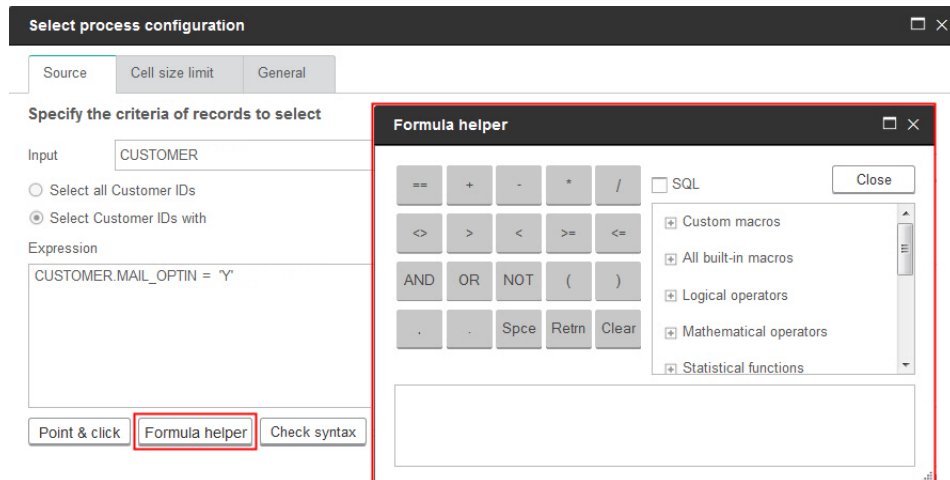 Select process configuration
Source Cell size limit General
Specify the criteria of records to select
Input CUSTOMER
Select all Customer IDs
Select Customer IDs with
Expression
CUSTOMER.MAIL_OPTIN = 'Y'
Point & click Formula helper Check syntax
Formula helper
== + - * /
<> > < >= <=
AND OR NOT ( )
, . Spce Retrn Clear
SQL Close
Custom macros
All built-in macros
Logical operators
Mathematical operators
Statistical functions